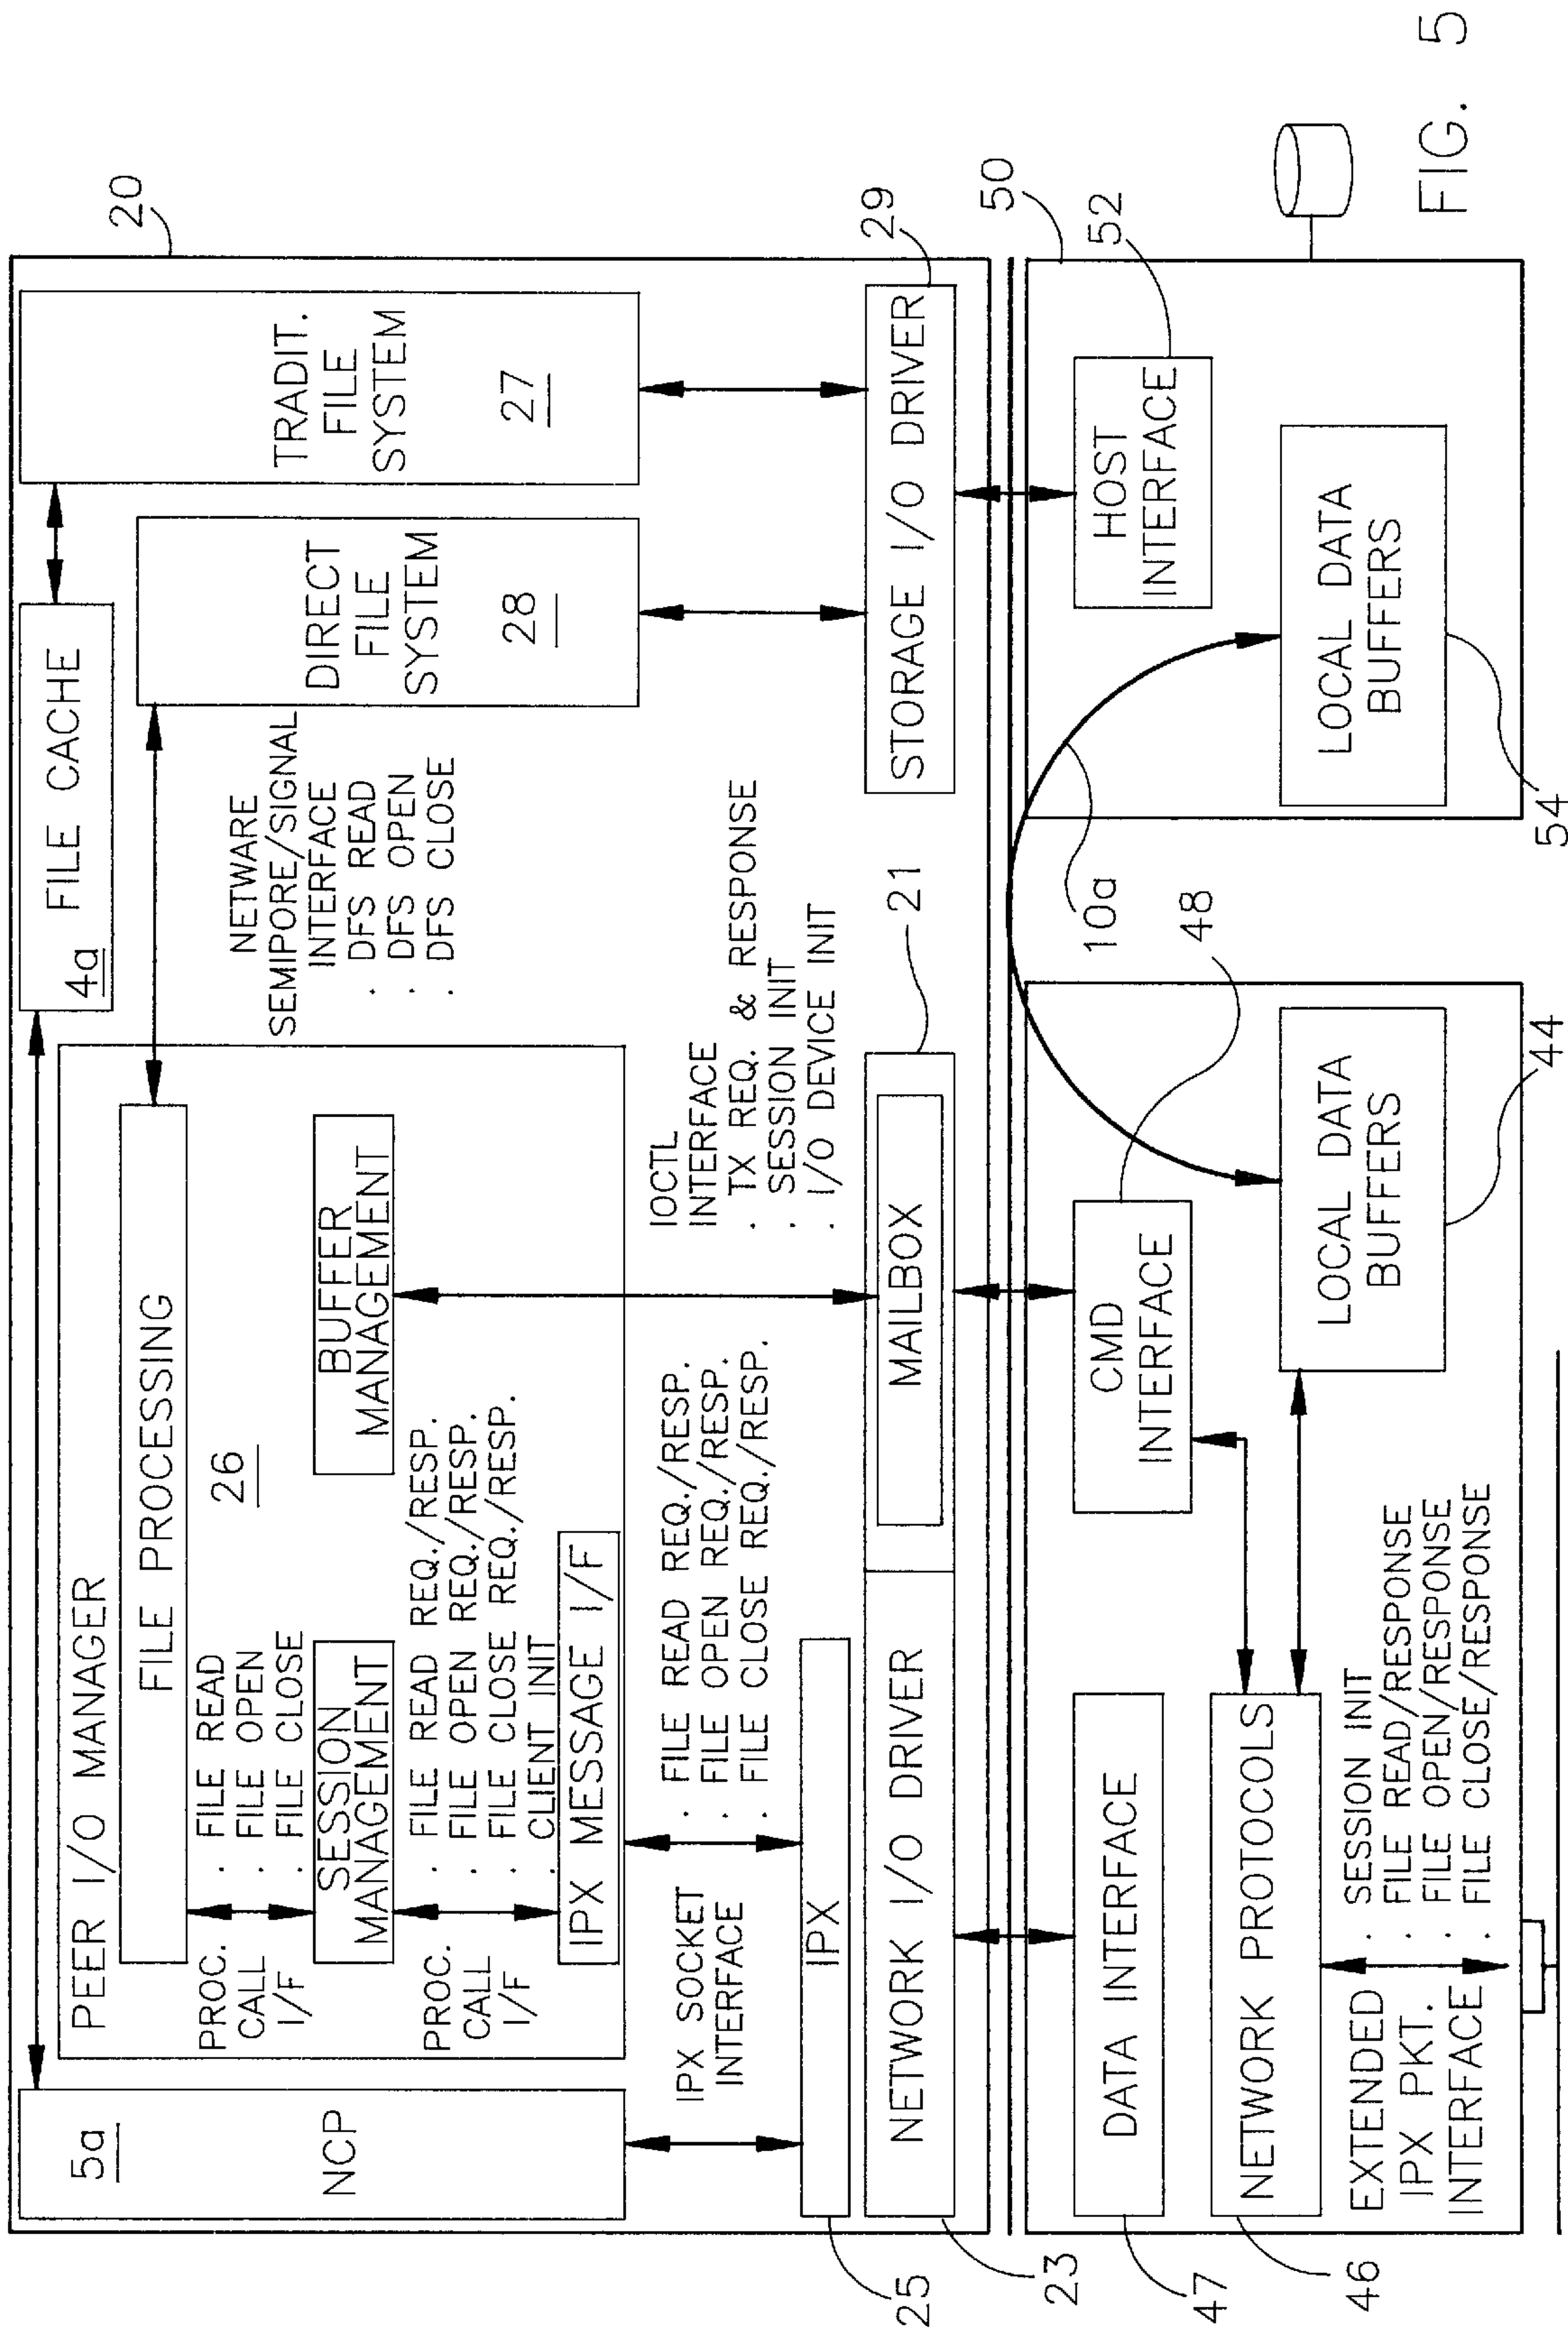 20
5a
NCP
4a
FILE CACHE
TRADIT.
FILE
SYSTEM
27
PEER I/O MANAGER
FILE PROCESSING
26
PROC.
CALL
I/F
. FILE READ
. FILE OPEN
. FILE CLOSE
SESSION
MANAGEMENT
BUFFER
MANAGEMENT
PROC.
CALL
I/F
. FILE READ REQ./RESP.
. FILE OPEN REQ./RESP.
. FILE CLOSE REQ./RESP.
. CLIENT INIT
IPX MESSAGE I/F
NETWARE
SEMIPORE/SIGNAL
INTERFACE
. DFS READ
. DFS OPEN
. DFS CLOSE
DIRECT
FILE
SYSTEM
28
IPX SOCKET
INTERFACE
. FILE READ REQ./RESP.
. FILE OPEN REQ./RESP.
. FILE CLOSE REQ./RESP.
IOCTL
INTERFACE
. TX REQ. & RESPONSE
. SESSION INIT
. I/O DEVICE INIT
IPX
25
NETWORK I/O DRIVER
23
MAILBOX
21
STORAGE I/O DRIVER
29
DATA INTERFACE
47
CMD
INTERFACE
48
10a
HOST
INTERFACE
52
50
NETWORK PROTOCOLS
46
LOCAL DATA
BUFFERS
44
LOCAL DATA
BUFFERS
54
EXTENDED
IPX PKT.
INTERFACE
. SESSION INIT
. FILE READ/RESPONSE
. FILE OPEN/RESPONSE
. FILE CLOSE/RESPONSE
FIG. 5